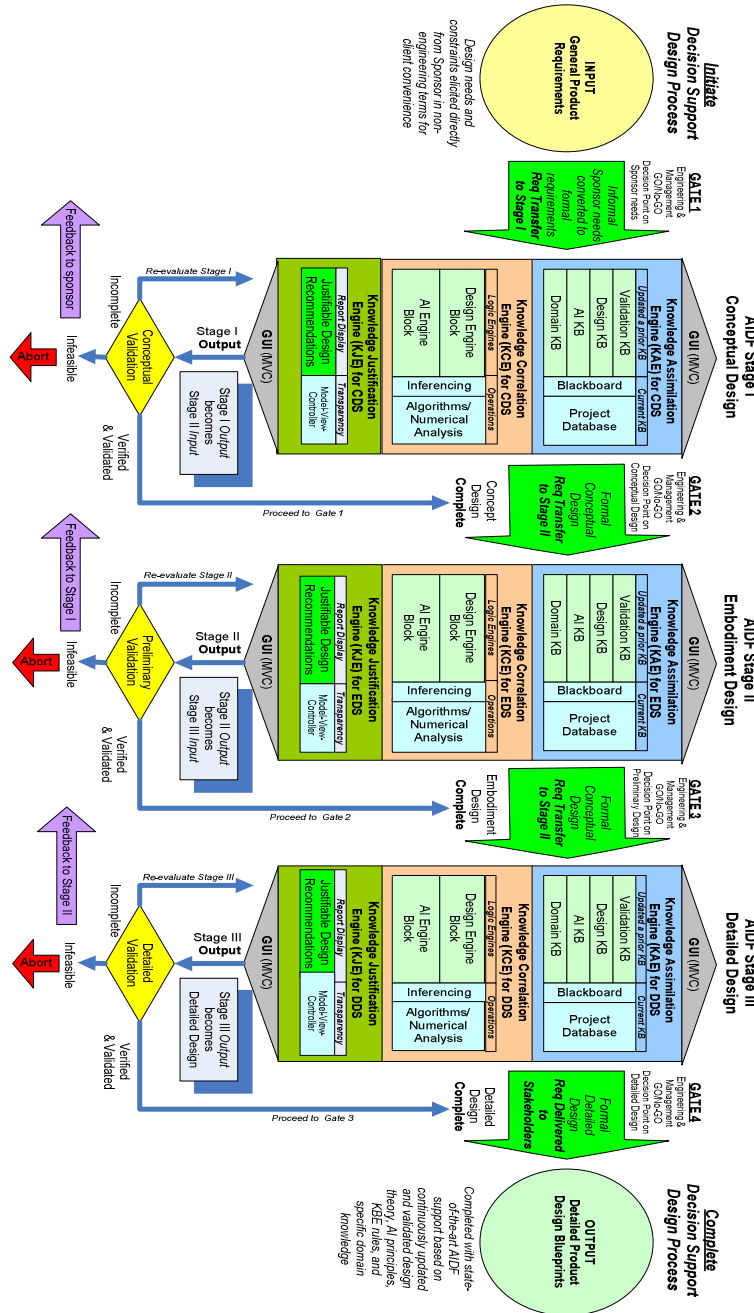 Initiate
Decision Support
Design Process
INPUT
General Product
Requirements
Design needs and
constraints elicited directly
from Sponsor in non-
engineering terms for
client convenience
GATE 1
Engineering &
Management
GO/No-GO
Decision Point on
Sponsor needs
Informal
Sponsor needs
converted to
formal
requirements
Req Transfer
to Stage I
AIDF Stage I
Conceptual Design
GUI (MVC)
Knowledge Assimilation
Engine (KAE) for CDS
Updated a prior KB
Current KB
Validation KB
Design KB
AI KB
Domain KB
Blackboard
Project
Database
Knowledge Correlation
Engine (KCE) for CDS
Logic Engines
Operations
Design Engine
Block
AI Engine
Block
Inferencing
Algorithms/
Numerical
Analysis
Knowledge Justification
Engine (KJE) for CDS
Report Display
Transparency
Justifiable Design
Recommendations
Model-View-
Controller
GUI (MVC)
Stage I
Output
Stage I Output
becomes
Stage II Input
Re-evaluate Stage I
Conceptual
Validation
Incomplete
Infeasible
Verified
& Validated
Feedback to sponsor
Abort
Proceed to Gate 1
Concept
Design
Complete
GATE 2
Engineering &
Management
GO/No-GO
Decision Point on
Conceptual Design
Formal
Conceptual
Design
Req Transfer
to Stage II
AIDF Stage II
Embodiment Design
GUI (MVC)
Knowledge Assimilation
Engine (KAE) for EDS
Updated a prior KB
Current KB
Validation KB
Design KB
AI KB
Domain KB
Blackboard
Project
Database
Knowledge Correlation
Engine (KCE) for EDS
Logic Engines
Operations
Design Engine
Block
AI Engine
Block
Inferencing
Algorithms/
Numerical
Analysis
Knowledge Justification
Engine (KJE) for EDS
Report Display
Transparency
Justifiable Design
Recommendations
Model-View-
Controller
GUI (MVC)
Stage II
Output
Stage II Output
becomes
Stage III Input
Re-evaluate Stage II
Preliminary
Validation
Incomplete
Infeasible
Verified
& Validated
Feedback to Stage I
Abort
Proceed to Gate 2
Embodiment
Design
Complete
GATE 3
Engineering &
Management
GO/No-GO
Decision Point on
Preliminary Design
Formal
Conceptual
Design
Req Transfer
to Stage II
AIDF Stage III
Detailed Design
GUI (MVC)
Knowledge Assimilation
Engine (KAE) for DDS
Updated a prior KB
Current KB
Validation KB
Design KB
AI KB
Domain KB
Blackboard
Project
Database
Knowledge Correlation
Engine (KCE) for DDS
Logic Engines
Operations
Design Engine
Block
AI Engine
Block
Inferencing
Algorithms/
Numerical
Analysis
Knowledge Justification
Engine (KJE) for DDS
Report Display
Transparency
Justifiable Design
Recommendations
Model-View-
Controller
GUI (MVC)
Stage III
Output
Stage III Output
becomes
Detailed Design
Re-evaluate Stage III
Detailed
Validation
Incomplete
Infeasible
Verified
& Validated
Feedback to Stage II
Abort
Proceed to Gate 3
Detailed
Design
Complete
GATE 4
Engineering &
Management
GO/No-GO
Decision Point on
Detailed Design
Formal
Detailed
Design
Req Delivered
to
Stakeholders
Complete
Decision Support
Design Process
OUTPUT
Detailed Product
Design Blueprints
Completed with state-
of-the-art AIDF
support based on
continuously updated
and validated design
theory, AI principles,
KBE rules, and
specific domain
knowledge